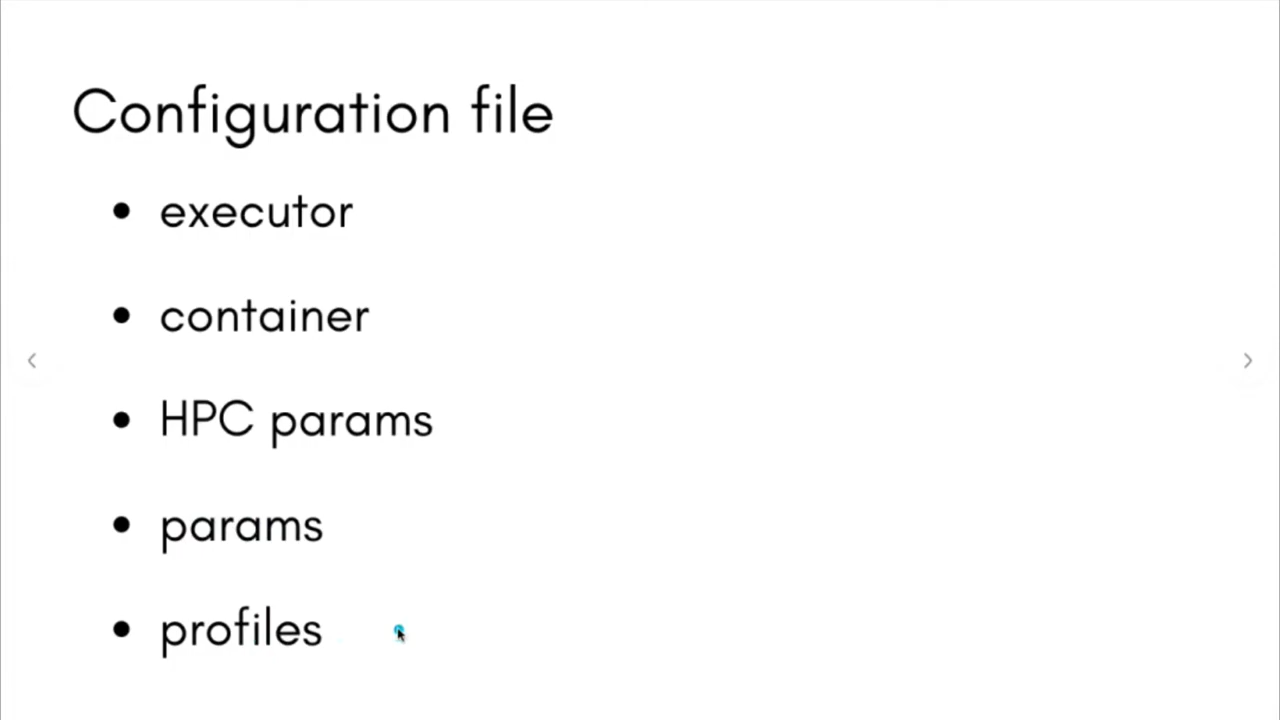 Configuration file
• executor
• container
• HPC params
• params
• profiles